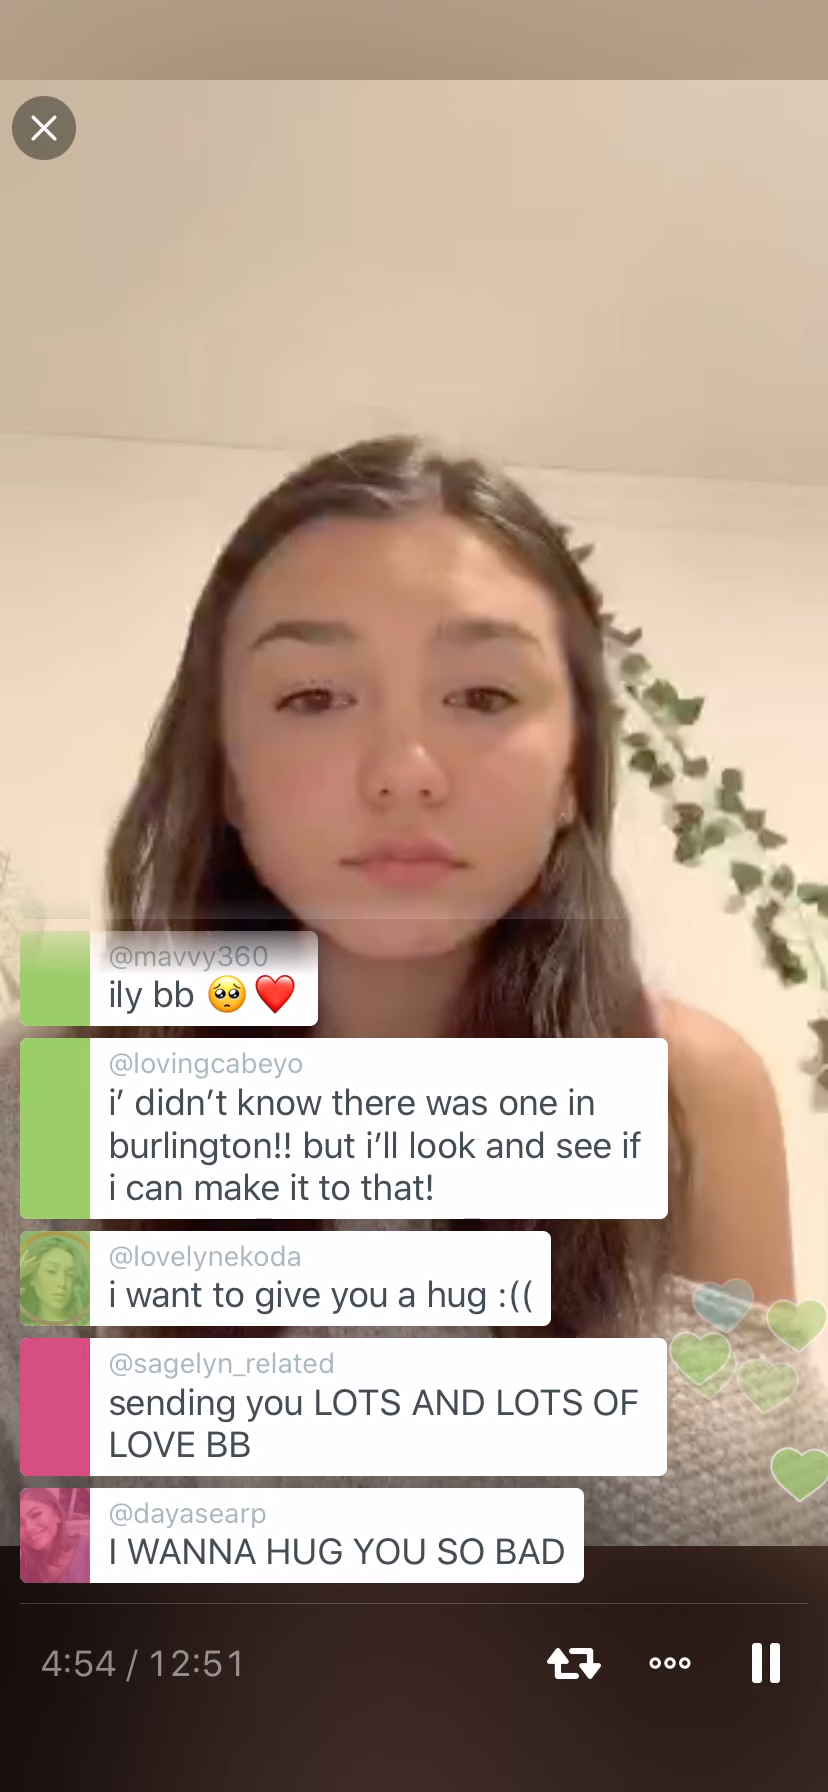 @mavvy360
ily bb 🥺❤️
@lovingcabeyo
i’ didn’t know there was one in
burlington!! but i’ll look and see if
i can make it to that!
@lovelynekoda
i want to give you a hug :((
@sagelyn_related
sending you LOTS AND LOTS OF
LOVE BB
@dayasearp
I WANNA HUG YOU SO BAD
4:54 / 12:51